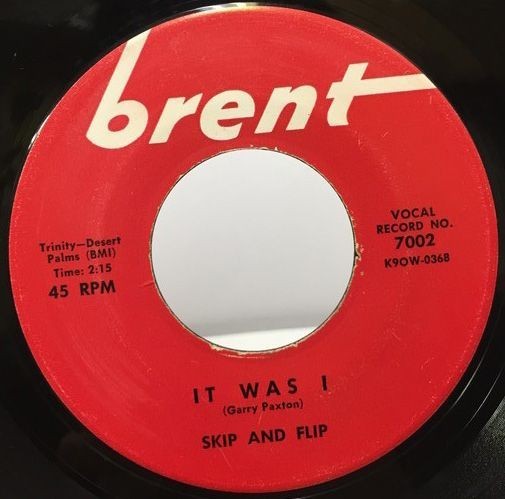 brent
Trinity—Desert
Palms (BMI)
Time: 2:15
45 RPM
VOCAL
RECORD NO.
7002
K9OW-0368
IT WAS I
(Garry Paxton)
SKIP AND FLIP